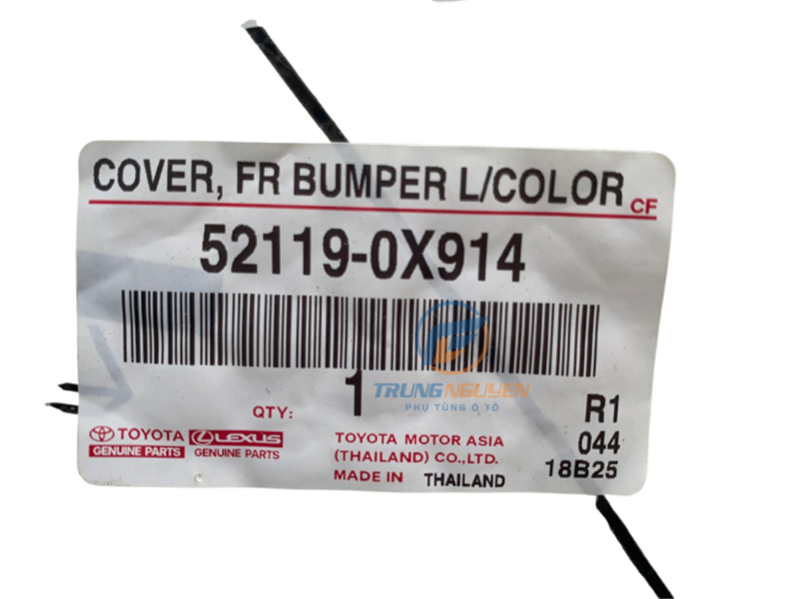 COVER, FR BUMPER L/COLOR CF
52119-0X914
TRUNG NGUYEN
PHỤ TÙNG Ô TÔ
QTY: 1
R1
044
18B25
TOYOTA
GENUINE PARTS
LEXUS
GENUINE PARTS
TOYOTA MOTOR ASIA
(THAILAND) CO.,LTD.
MADE IN THAILAND